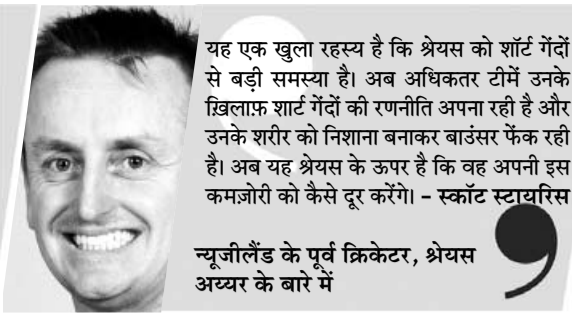 यह एक खुला रहस्य है कि श्रेयस को शॉर्ट गेंदों
से बड़ी समस्या है। अब अधिकतर टीमें उनके
ख़िलाफ़ शार्ट गेंदों की रणनीति अपना रही है और
उनके शरीर को निशाना बनाकर बाउंसर फेंक रही
है। अब यह श्रेयस के ऊपर है कि वह अपनी इस
कमज़ोरी को कैसे दूर करेंगे। – स्कॉट स्टायरिस
न्यूजीलैंड के पूर्व क्रिकेटर, श्रेयस
अय्यर के बारे में